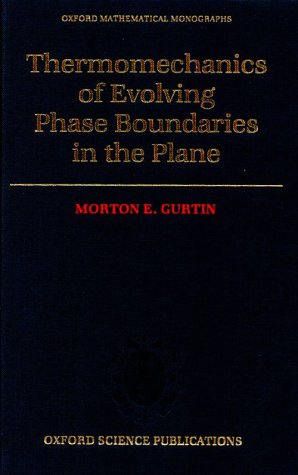 OXFORD MATHEMATICAL MONOGRAPHS
Thermomechanics
of Evolving
Phase Boundaries
in the Plane
MORTON E. GURTIN
OXFORD SCIENCE PUBLICATIONS